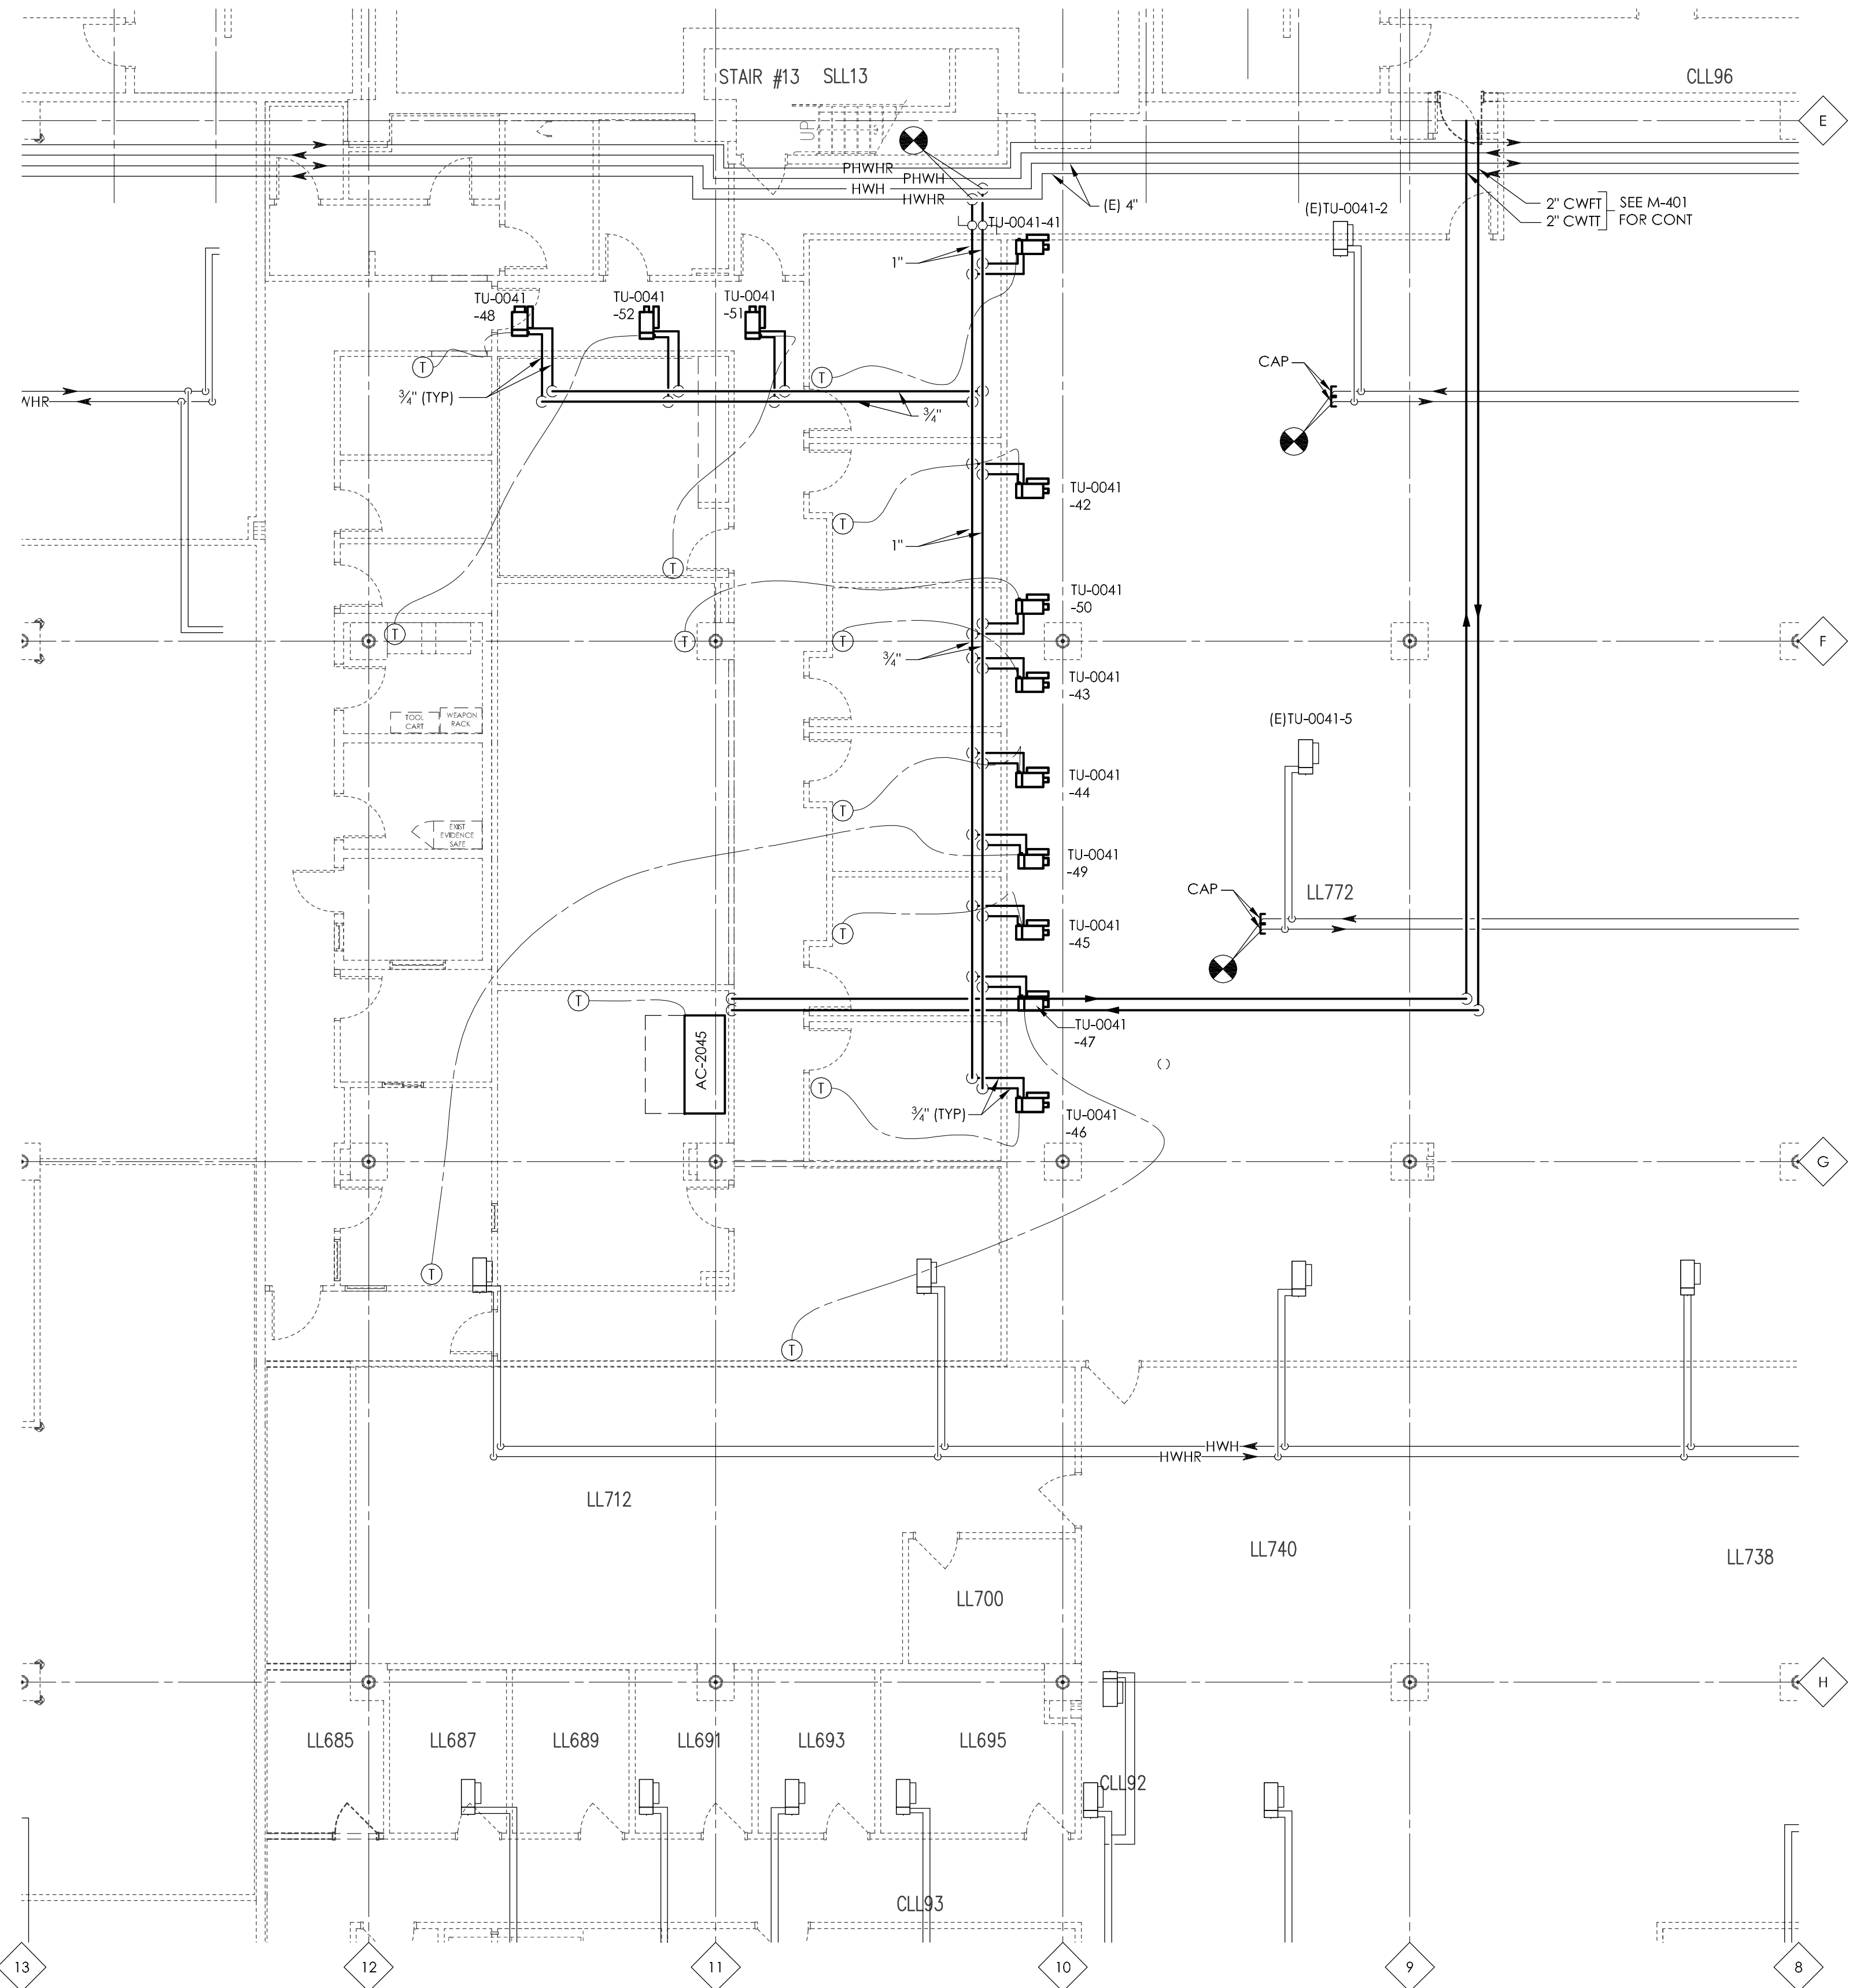 STAIR #13 SLL13
CLL96
E
UP
PHWHR
PHWH
HWH
HWHR
(E) 4"
2" CWFT
2" CWTT
SEE M-401
FOR CONT
(E)TU-0041-2
TU-0041-41
1"
TU-0041
-48
TU-0041
-52
TU-0041
-51
T
T
CAP
¾" (TYP)
¾"
WHR
TU-0041
-42
T
1"
T
TU-0041
-50
T
T
T
F
¾"
TU-0041
-43
TOOL
CART
WEAPON
RACK
(E)TU-0041-5
TU-0041
-44
T
EXIST
EVIDENCE
SAFE
TU-0041
-49
CAP
LL772
TU-0041
-45
T
T
TU-0041
-47
AC-2045
T
¾" (TYP)
TU-0041
-46
G
T
T
HWH
HWHR
LL712
LL740
LL738
LL700
H
LL685
LL687
LL689
LL691
LL693
LL695
CLL92
CLL93
13
12
11
10
9
8